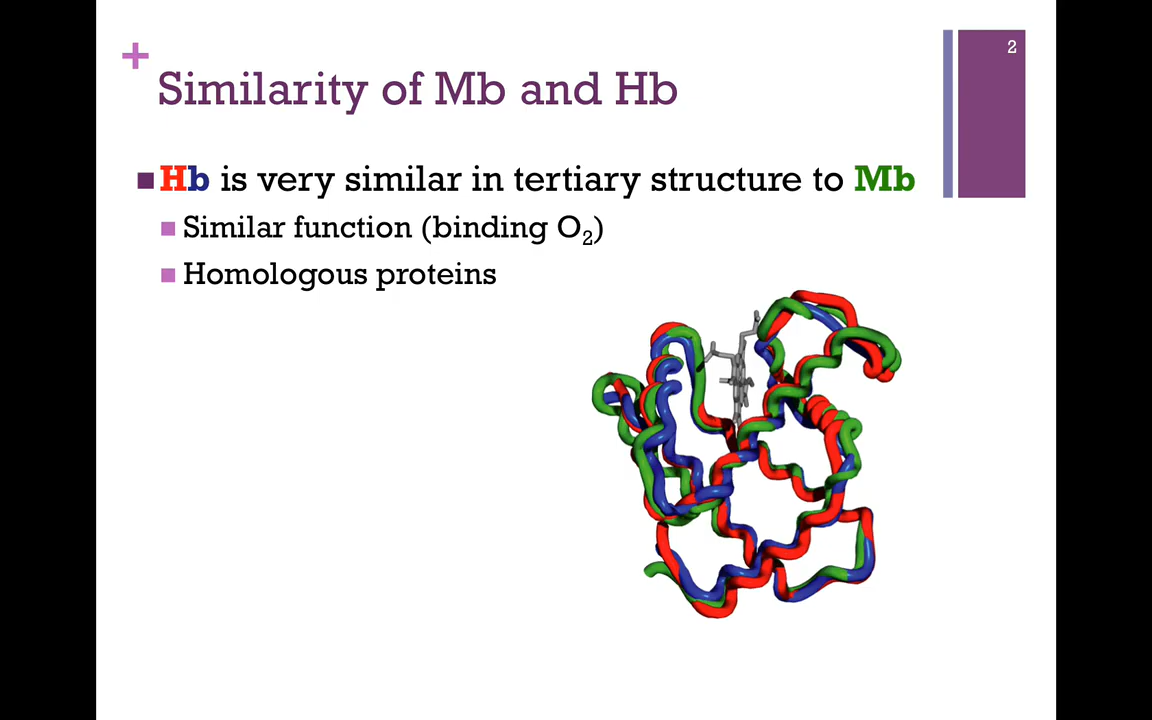 2
+
Similarity of Mb and Hb
Hb is very similar in tertiary structure to Mb
Similar function (binding O₂)
Homologous proteins